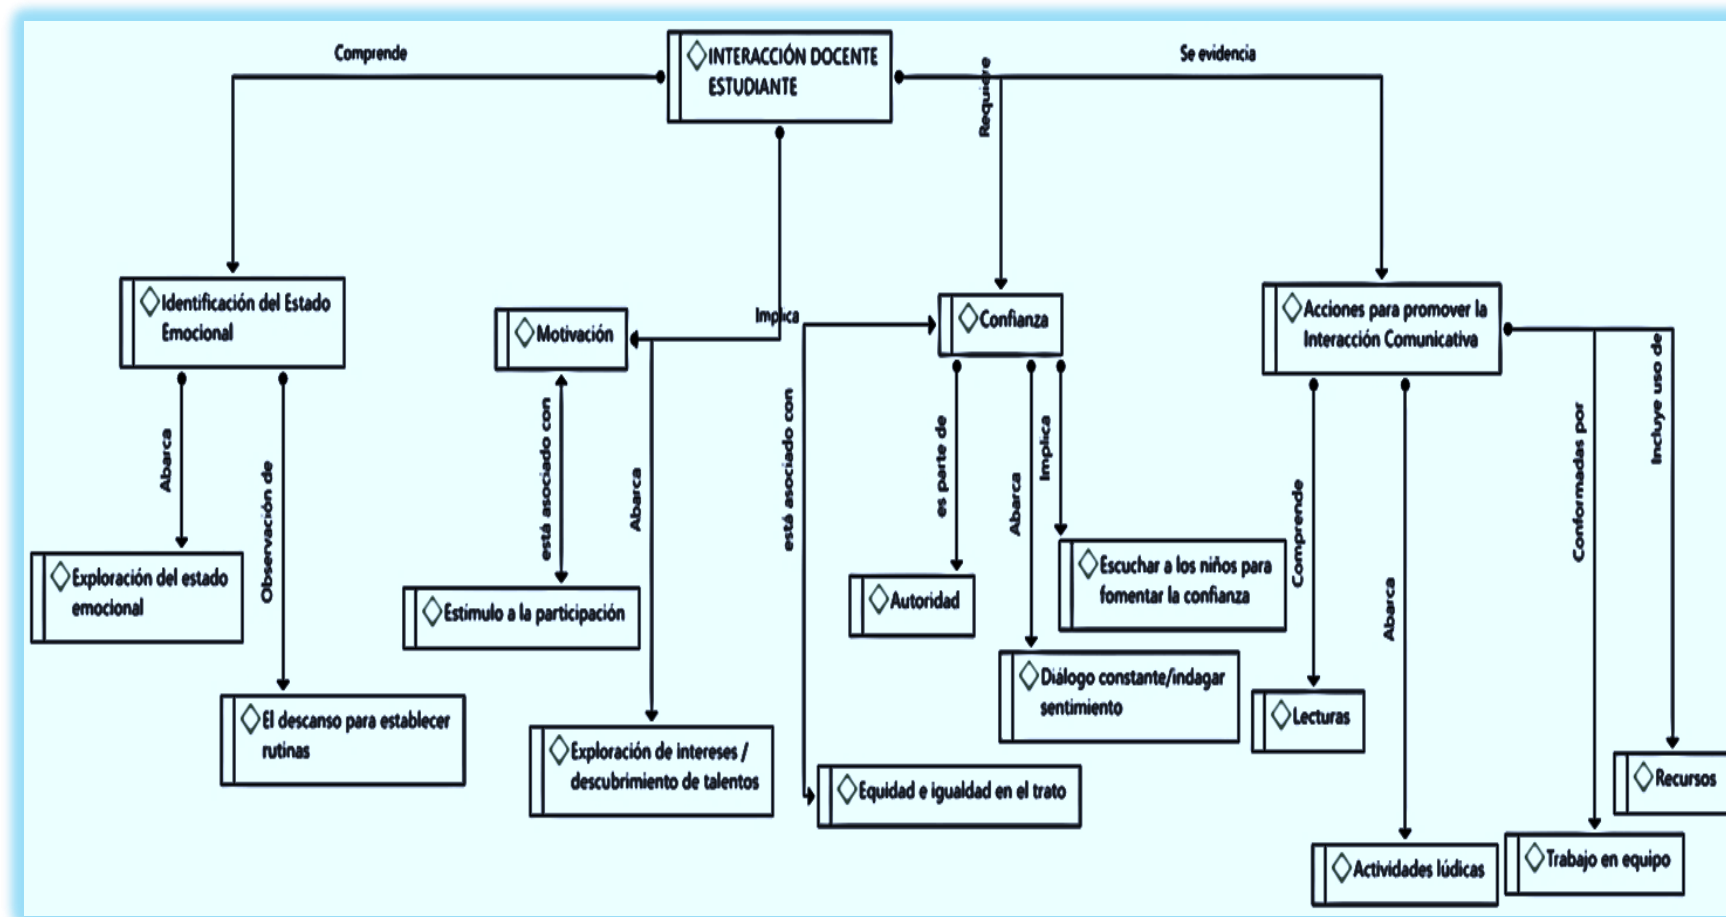 Comprende
INTERACCIÓN DOCENTE
ESTUDIANTE
Se evidencia
Requiere
Identificación del Estado
Emocional
Motivación
Implica
Confianza
Acciones para promover la
Interacción Comunicativa
Abarca
Observación de
está asociado con
Abarca
está asociado con
es parte de
Abarca
Implica
Comprende
Abarca
Conformadas por
Incluye uso de
Exploración del estado
emocional
Estímulo a la participación
Autoridad
Escuchar a los niños para
fomentar la confianza
El descanso para establecer
rutinas
Exploración de intereses /
descubrimiento de talentos
Diálogo constante/indagar
sentimiento
Lecturas
Equidad e igualdad en el trato
Recursos
Actividades lúdicas
Trabajo en equipo